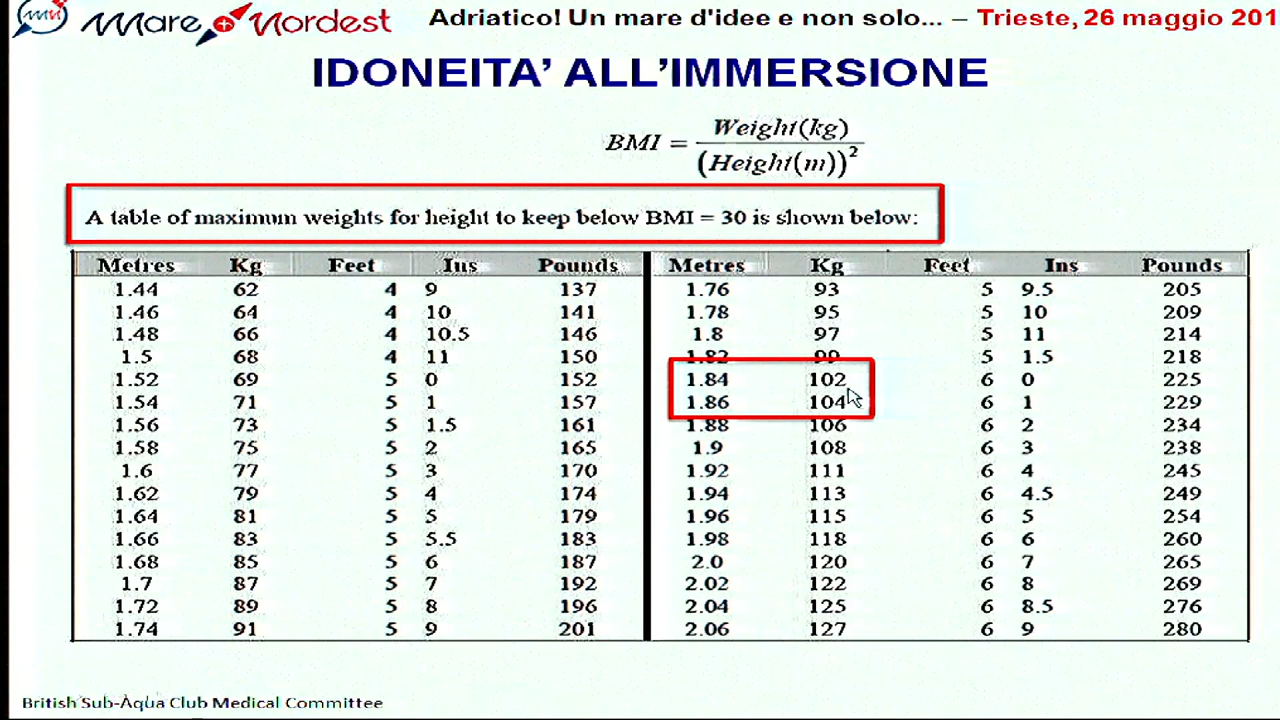 Mare Nordest Adriatico! Un mare d'idee e non solo... – Trieste, 26 maggio 201
IDONEITA' ALL'IMMERSIONE
BMI = Weight(kg) / (Height(m))²
A table of maximum weights for height to keep below BMI = 30 is shown below:
Metres Kg Feet Ins Pounds Metres Kg Feet Ins Pounds
1.44 62 4 9 137 1.76 93 5 9.5 205
1.46 64 4 10 141 1.78 95 5 10 209
1.48 66 4 10.5 146 1.8 97 5 11 214
1.5 68 4 11 150 1.82 99 5 1.5 218
1.52 69 5 0 152 1.84 102 6 0 225
1.54 71 5 1 157 1.86 104 6 1 229
1.56 73 5 1.5 161 1.88 106 6 2 234
1.58 75 5 2 165 1.9 108 6 3 238
1.6 77 5 3 170 1.92 111 6 4 245
1.62 79 5 4 174 1.94 113 6 4.5 249
1.64 81 5 5 179 1.96 115 6 5 254
1.66 83 5 5.5 183 1.98 118 6 6 260
1.68 85 5 6 187 2.0 120 6 7 265
1.7 87 5 7 192 2.02 122 6 8 269
1.72 89 5 8 196 2.04 125 6 8.5 276
1.74 91 5 9 201 2.06 127 6 9 280
British Sub-Aqua Club Medical Committee